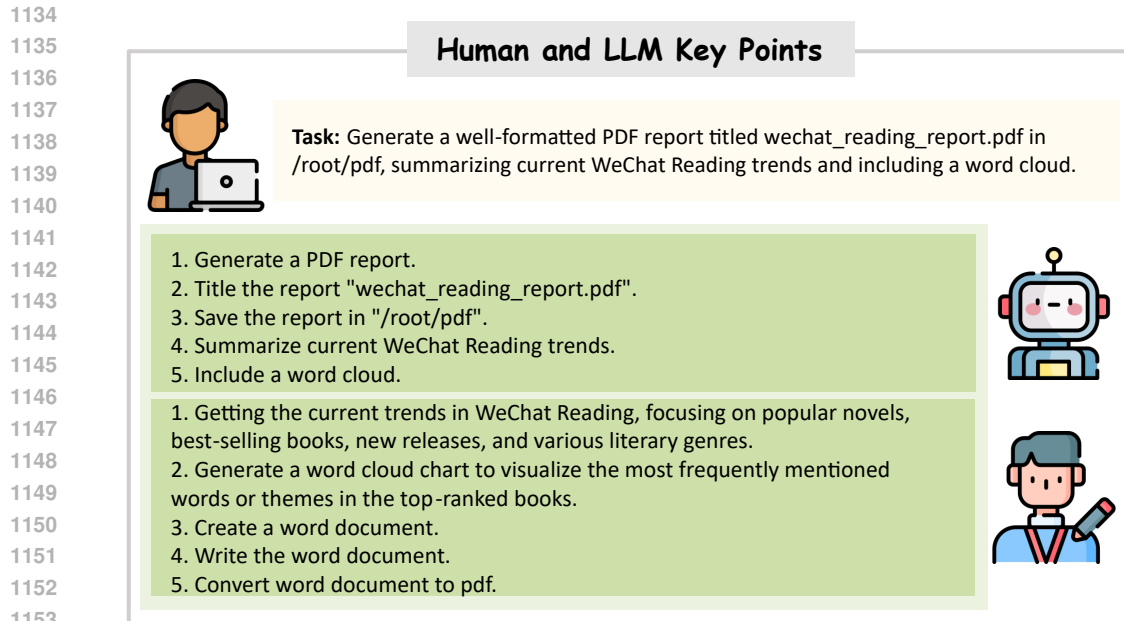 1134
1135
Human and LLM Key Points
1136
1137
1138
Task: Generate a well-formatted PDF report titled wechat_reading_report.pdf in
1139
/root/pdf, summarizing current WeChat Reading trends and including a word cloud.
1140
1141
1. Generate a PDF report.
1142
2. Title the report "wechat_reading_report.pdf".
1143
3. Save the report in "/root/pdf".
1144
4. Summarize current WeChat Reading trends.
1145
5. Include a word cloud.
1146
1. Getting the current trends in WeChat Reading, focusing on popular novels,
1147
best-selling books, new releases, and various literary genres.
1148
2. Generate a word cloud chart to visualize the most frequently mentioned
1149
words or themes in the top-ranked books.
1150
3. Create a word document.
1151
4. Write the word document.
1152
5. Convert word document to pdf.
1153